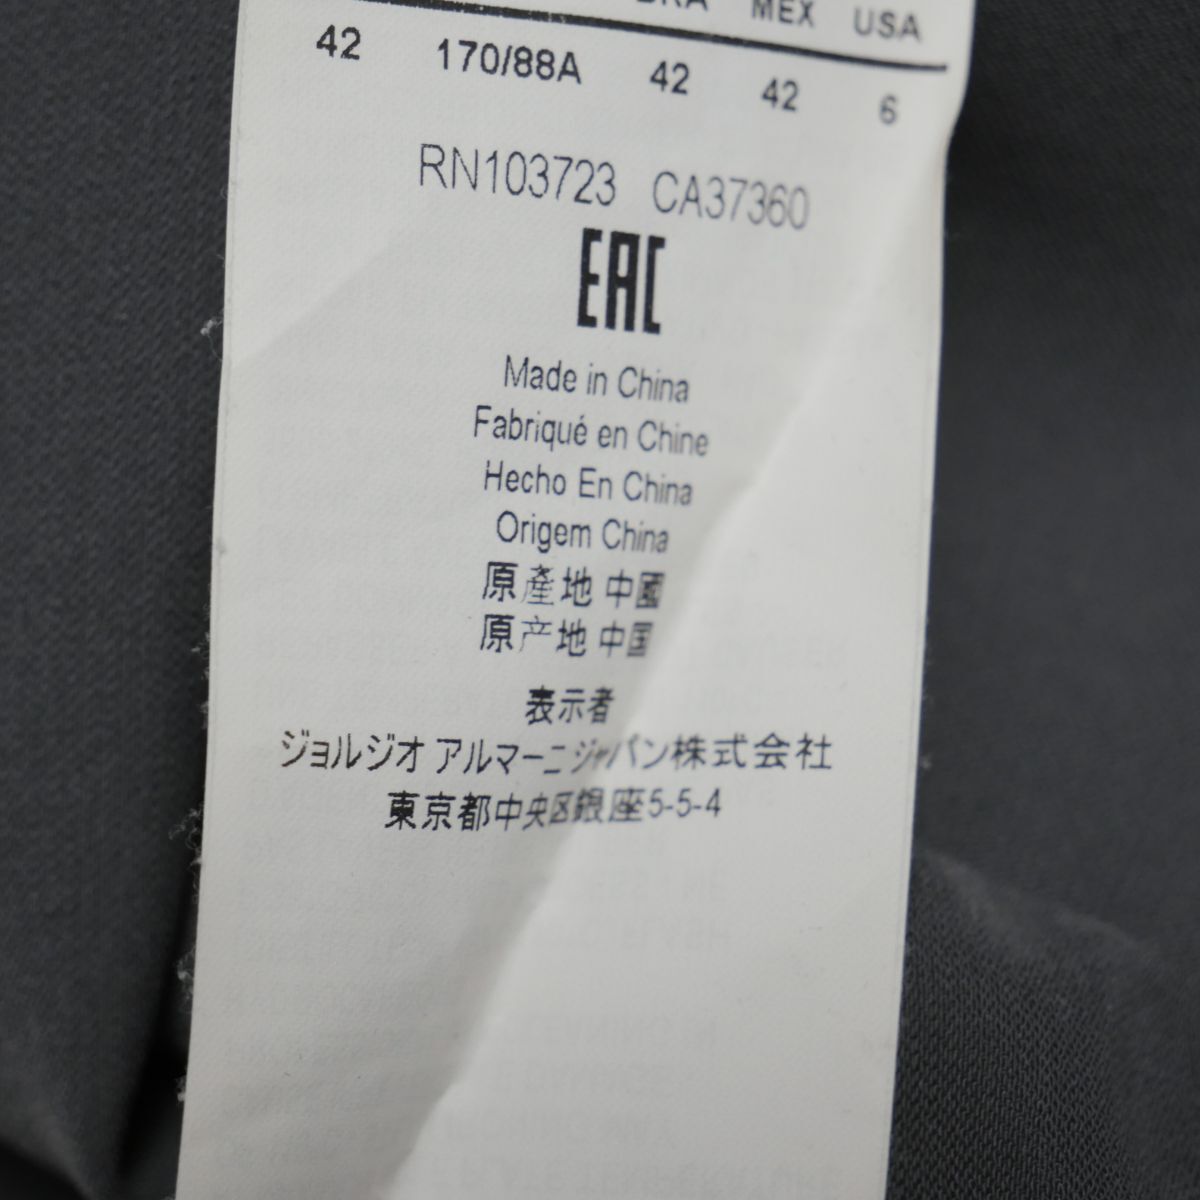 MEX USA
42 170/88A 42 42 6
RN103723 CA37360
EAC
Made in China
Fabriqué en Chine
Hecho En China
Origem China
原產地 中國
原产地 中国
表示者
ジョルジオ アルマーニ ジャパン株式会社
東京都中央区銀座5-5-4